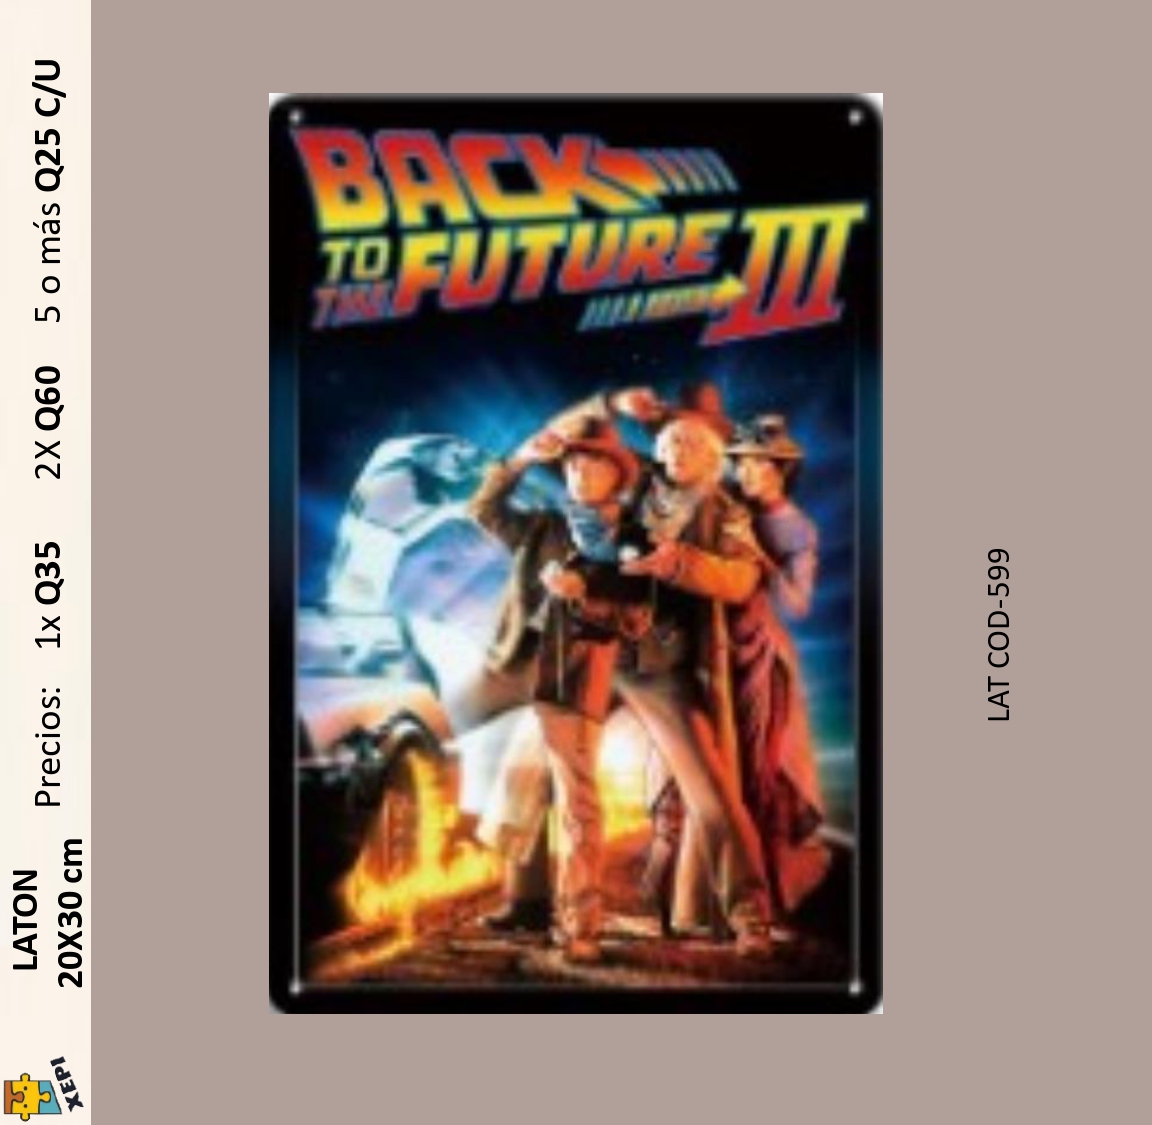 LATON
20X30 cm
Precios: 1x Q35 2X Q60 5 o más Q25 C/U
XEPI
BACK
TO THE FUTURE III
LAT COD-599